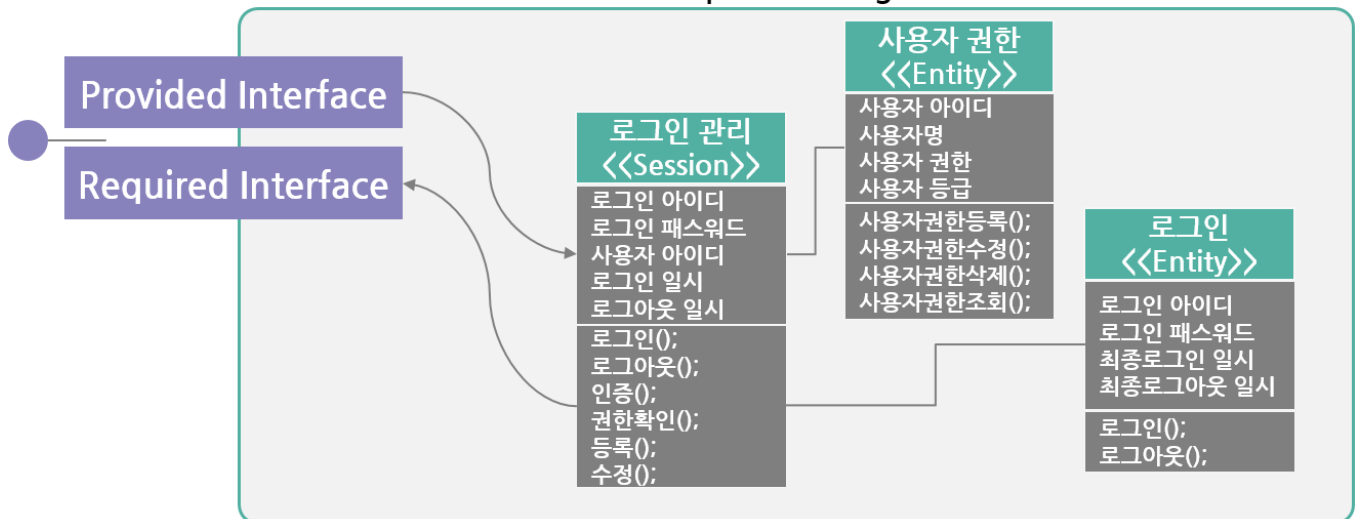 Provided Interface
Required Interface
로그인 관리
<<Session>>
로그인 아이디
로그인 패스워드
사용자 아이디
로그인 일시
로그아웃 일시
로그인();
로그아웃();
인증();
권한확인();
등록();
수정();
사용자 권한
<<Entity>>
사용자 아이디
사용자명
사용자 권한
사용자 등급
사용자권한등록();
사용자권한수정();
사용자권한삭제();
사용자권한조회();
로그인
<<Entity>>
로그인 아이디
로그인 패스워드
최종로그인 일시
최종로그아웃 일시
로그인();
로그아웃();